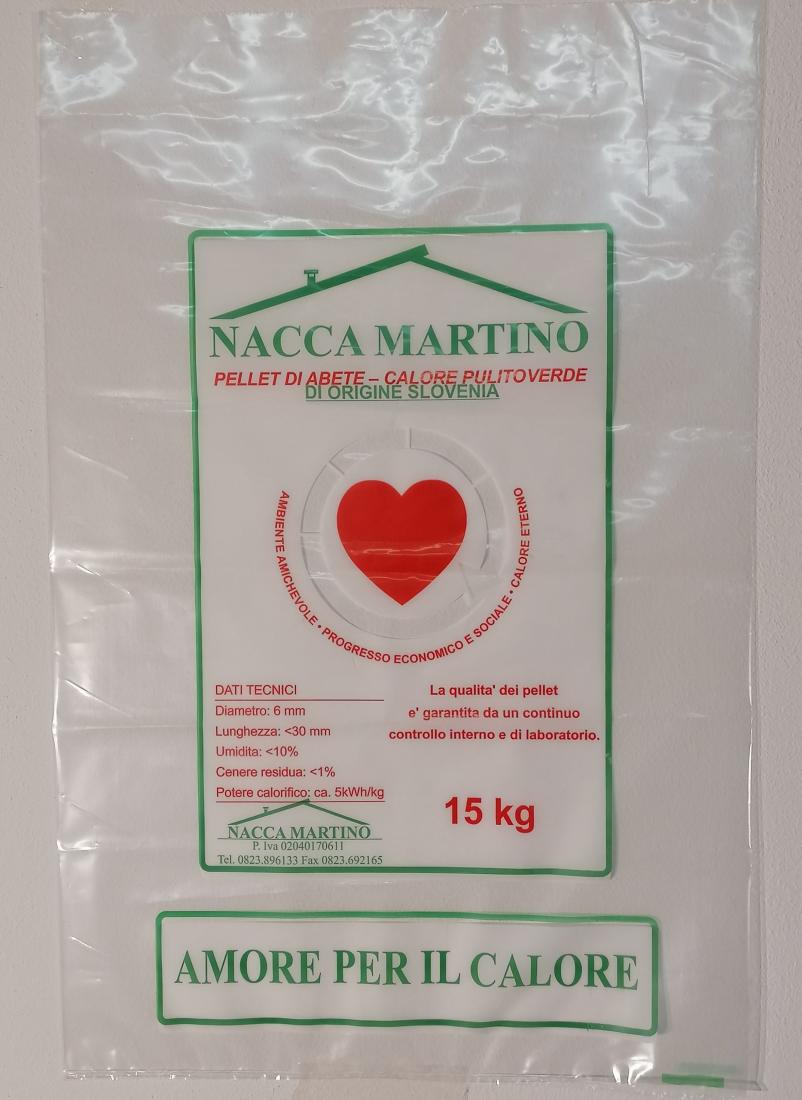 NACCA MARTINO
PELLET DI ABETE – CALORE PULITOVERDE
DI ORIGINE SLOVENIA
AMBIENTE AMICHEVOLE • PROGRESSO ECONOMICO E SOCIALE • CALORE ETERNO
DATI TECNICI
Diametro: 6 mm
Lunghezza: <30 mm
Umidita: <10%
Cenere residua: <1%
Potere calorifico: ca. 5kWh/kg
La qualita' dei pellet
e' garantita da un continuo
controllo interno e di laboratorio.
15 kg
NACCA MARTINO
P. Iva 02040170611
Tel. 0823.896133 Fax 0823.692165
AMORE PER IL CALORE